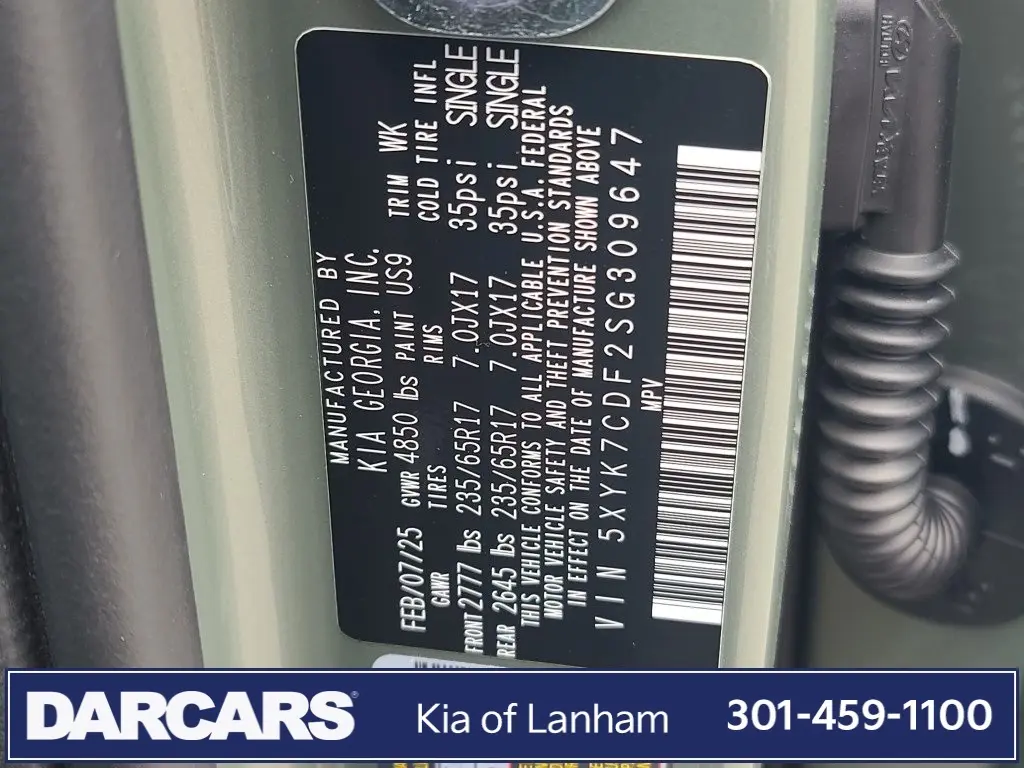 MANUFACTURED BY
KIA GEORGIA, INC.
FEB/07/25 GVWR 4850 lbs PAINT US9 TRIM WK
GAWR TIRES RIMS COLD TIRE INFL
FRONT 2777 lbs 235/65R17 7.0JX17 35psi SINGLE
REAR 2645 lbs 235/65R17 7.0JX17 35psi SINGLE
THIS VEHICLE CONFORMS TO ALL APPLICABLE U.S.A. FEDERAL
MOTOR VEHICLE SAFETY AND THEFT PREVENTION STANDARDS
IN EFFECT ON THE DATE OF MANUFACTURE SHOWN ABOVE
VIN 5XYK7CDF2SG309647
MPV
DARCARS®
Kia of Lanham
301-459-1100